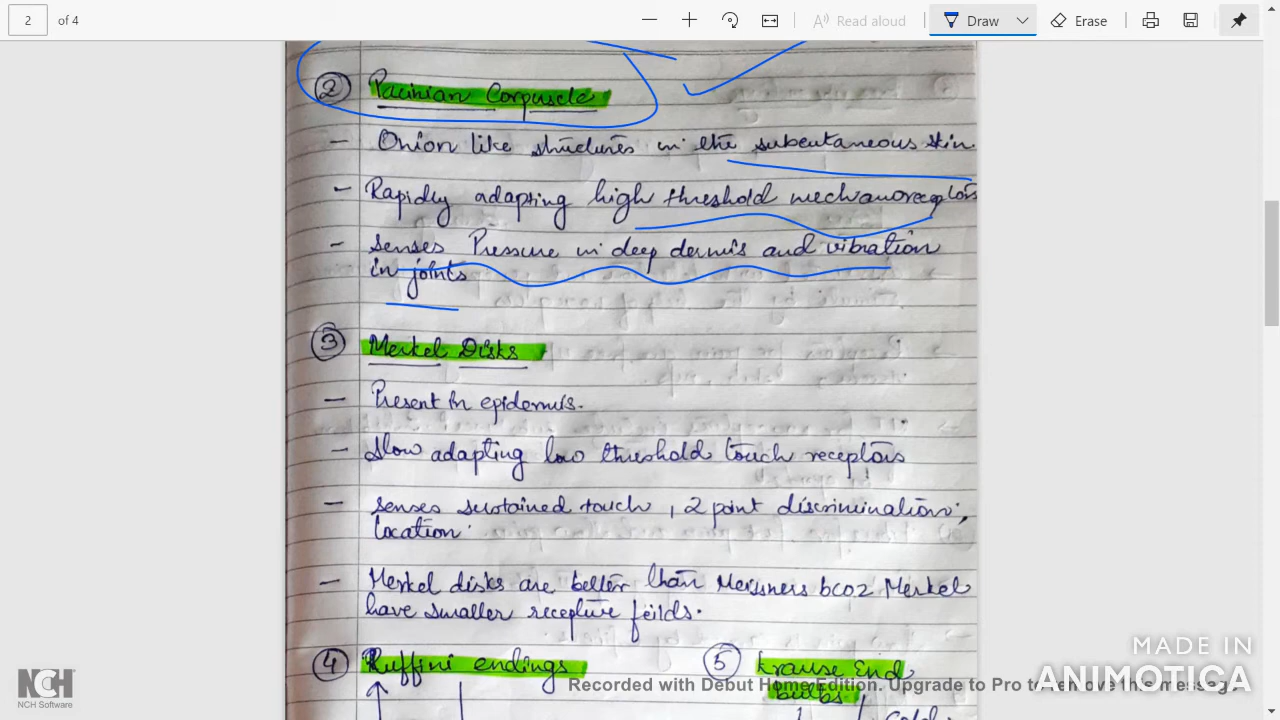 2 of 4 Read aloud Draw Erase
② Pacinian Corpuscle
- Onion like structures in the subcutaneous skin.
- Rapidly adapting high threshold mechanoreceptors
- Senses Pressure in deep dermis and vibration
in joints
③ Merkel Disks
- Present in epidermis.
- Slow adapting low threshold touch receptors
- senses sustained touch, 2 point discrimination,
location.
- Merkel disks are better than Meissners bcoz Merkel
have smaller receptive feilds.
④ Ruffini endings ⑤ Krause End
bulbs
Cold
Recorded with Debut Home Edition. Upgrade to Pro to remove this message.
MADE IN
ANIMOTICA
NCH
NCH Software